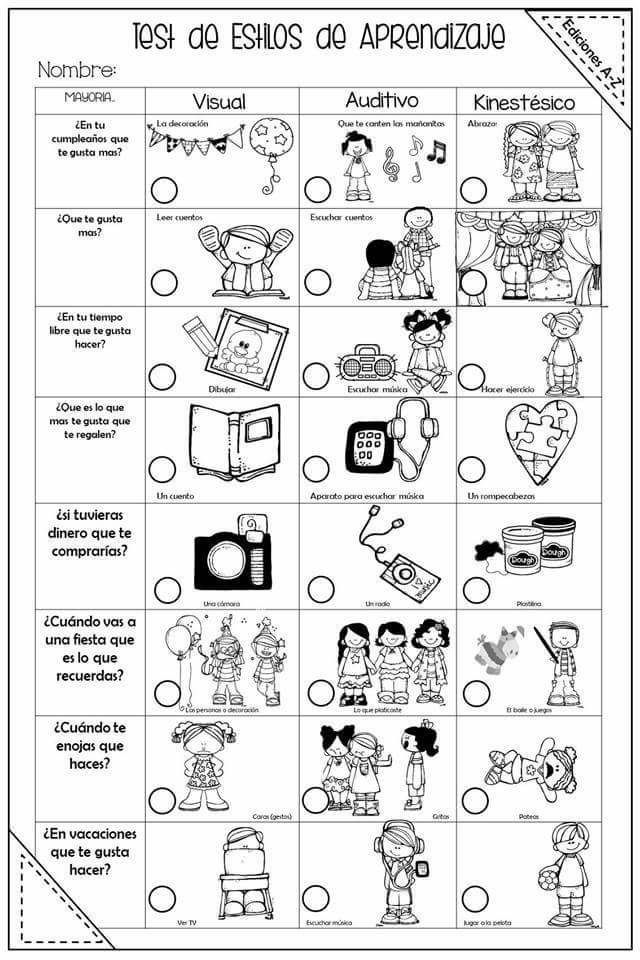 Test de Estilos de Aprendizaje
Ediciones A-Z
Nombre:
MAYORIA..
Visual
Auditivo
Kinestésico
¿En tu
cumpleaños que
te gusta mas?
La decoración
Que te canten las mañanitas
Abrazar
¿Que te gusta
mas?
Leer cuentos
Escuchar cuentos
¿En tu tiempo
libre que te gusta
hacer?
Dibujar
Escuchar música
Hacer ejercicio
¿Que es lo que
mas te gusta que
te regalen?
Un cuento
Aparato para escuchar música
Un rompecabezas
¿si tuvieras
dinero que te
comprarías?
Una cámara
I
music
Un radio
Dough
Dough
Plastilina
¿Cuándo vas a
una fiesta que
es lo que
recuerdas?
Las personas o decoración
Lo que platicaste
El baile o juegos
¿Cuándo te
enojas que
haces?
Caras (gestos)
Gritas
Pateas
¿En vacaciones
que te gusta
hacer?
Ver TV
Escuchar música
Jugar a la pelota